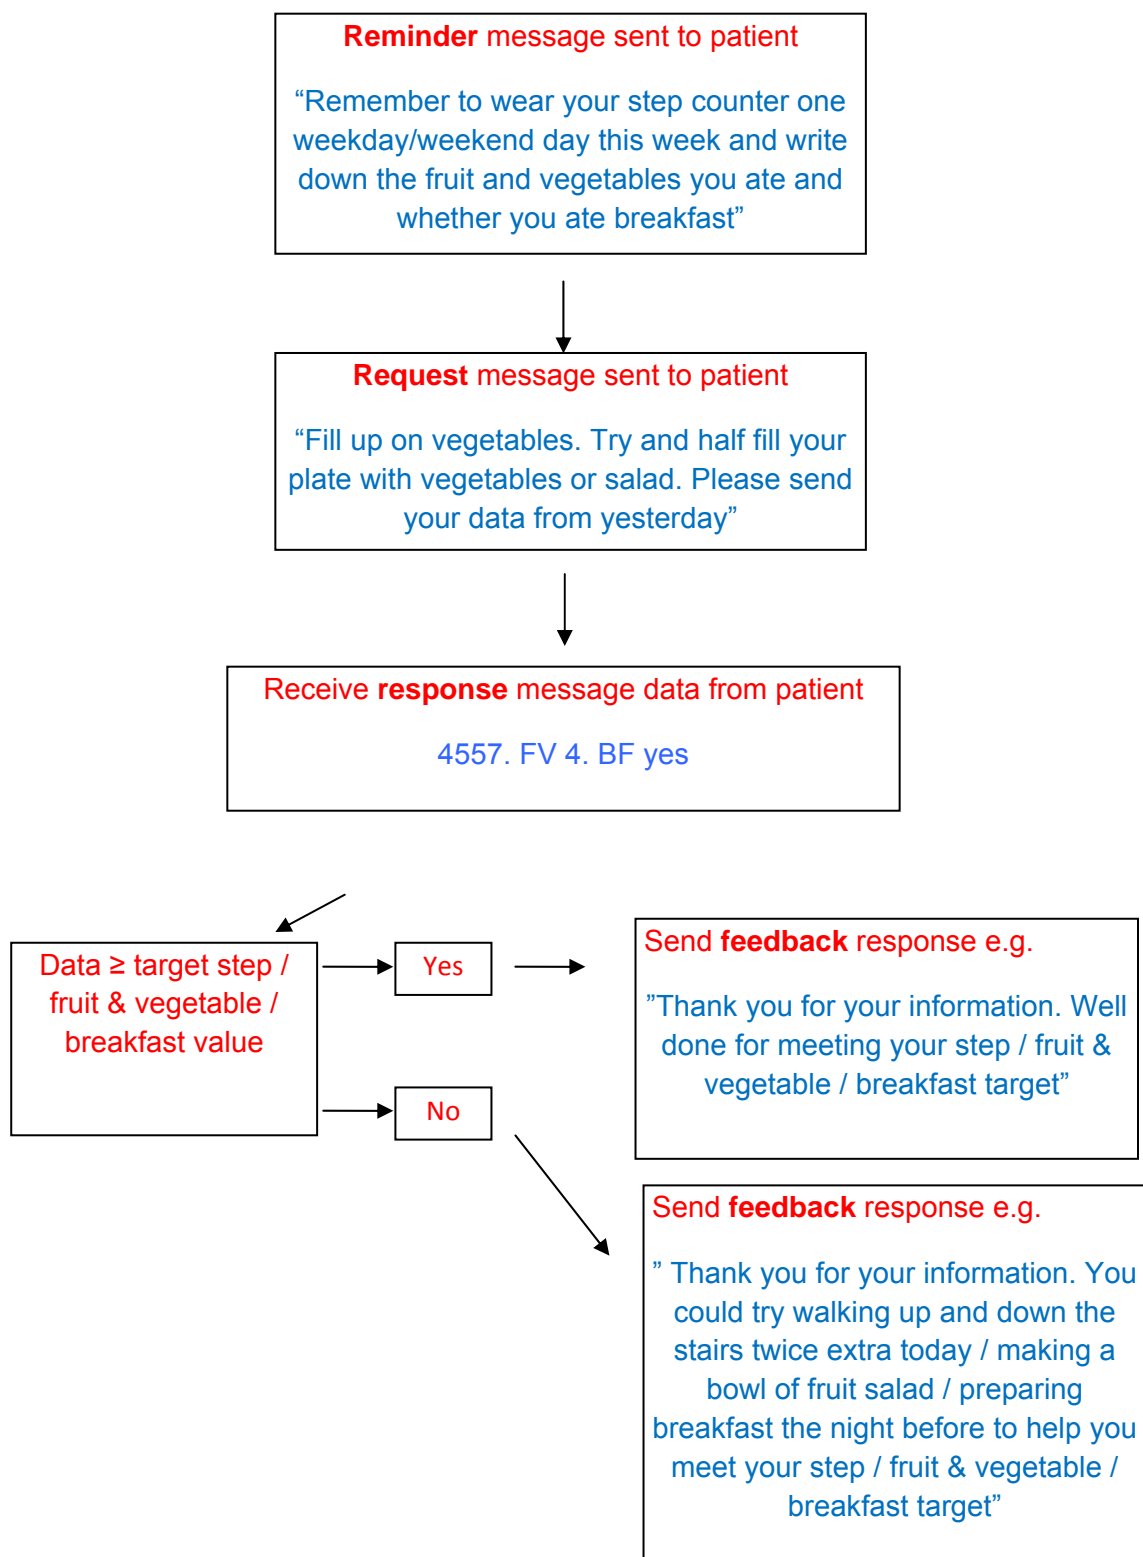 Reminder message sent to patient
“Remember to wear your step counter one
weekday/weekend day this week and write
down the fruit and vegetables you ate and
whether you ate breakfast”
Request message sent to patient
“Fill up on vegetables. Try and half fill your
plate with vegetables or salad. Please send
your data from yesterday”
Receive response message data from patient
4557. FV 4. BF yes
Data ≥ target step /
fruit & vegetable /
breakfast value
Yes
No
Send feedback response e.g.
”Thank you for your information. Well
done for meeting your step / fruit &
vegetable / breakfast target”
Send feedback response e.g.
” Thank you for your information. You
could try walking up and down the
stairs twice extra today / making a
bowl of fruit salad / preparing
breakfast the night before to help you
meet your step / fruit & vegetable /
breakfast target”